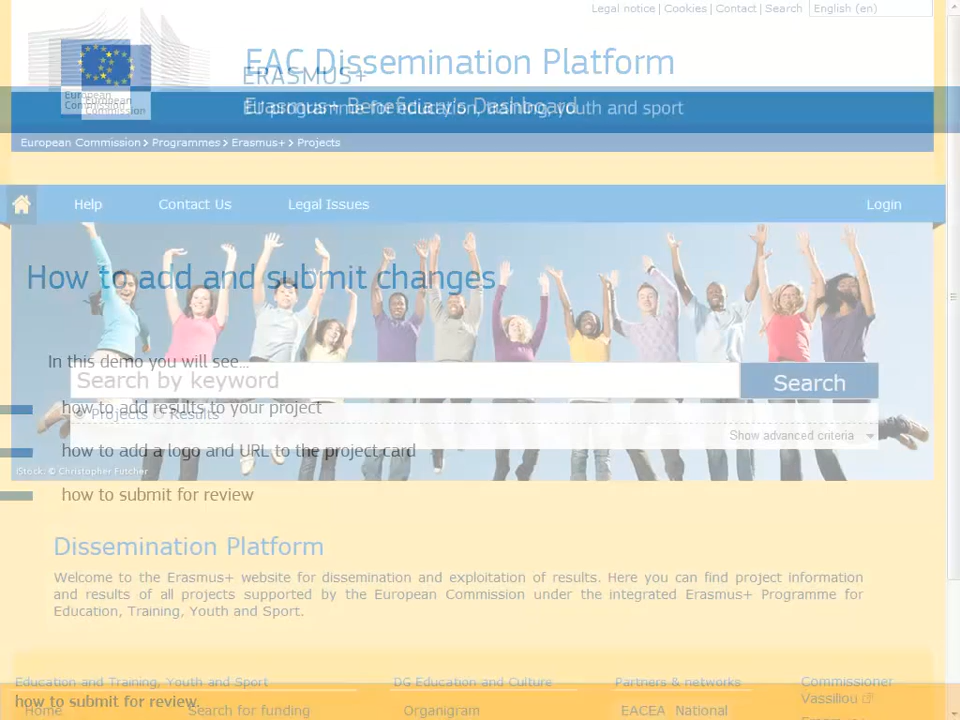 Legal notice | Cookies | Contact | Search English (en)
EAC Dissemination Platform
ERASMUS+
Erasmus+ Beneficiary's Dashboard
EU programme for education, training, youth and sport
European Commission
European Commission
European Commission > Programmes > Erasmus+ > Projects
Help Contact Us Legal Issues Login
How to add and submit changes
In this demo you will see...
Search by keyword Search
how to add results to your project
Projects Results
Show advanced criteria
how to add a logo and URL to the project card
iStock: © Christopher Futcher
how to submit for review
Dissemination Platform
Welcome to the Erasmus+ website for dissemination and exploitation of results. Here you can find project information
and results of all projects supported by the European Commission under the integrated Erasmus+ Programme for
Education, Training, Youth and Sport.
Education and Training, Youth and Sport DG Education and Culture Partners & networks Commissioner
Vassiliou
how to submit for review.
Home Search for funding Organigram EACEA National